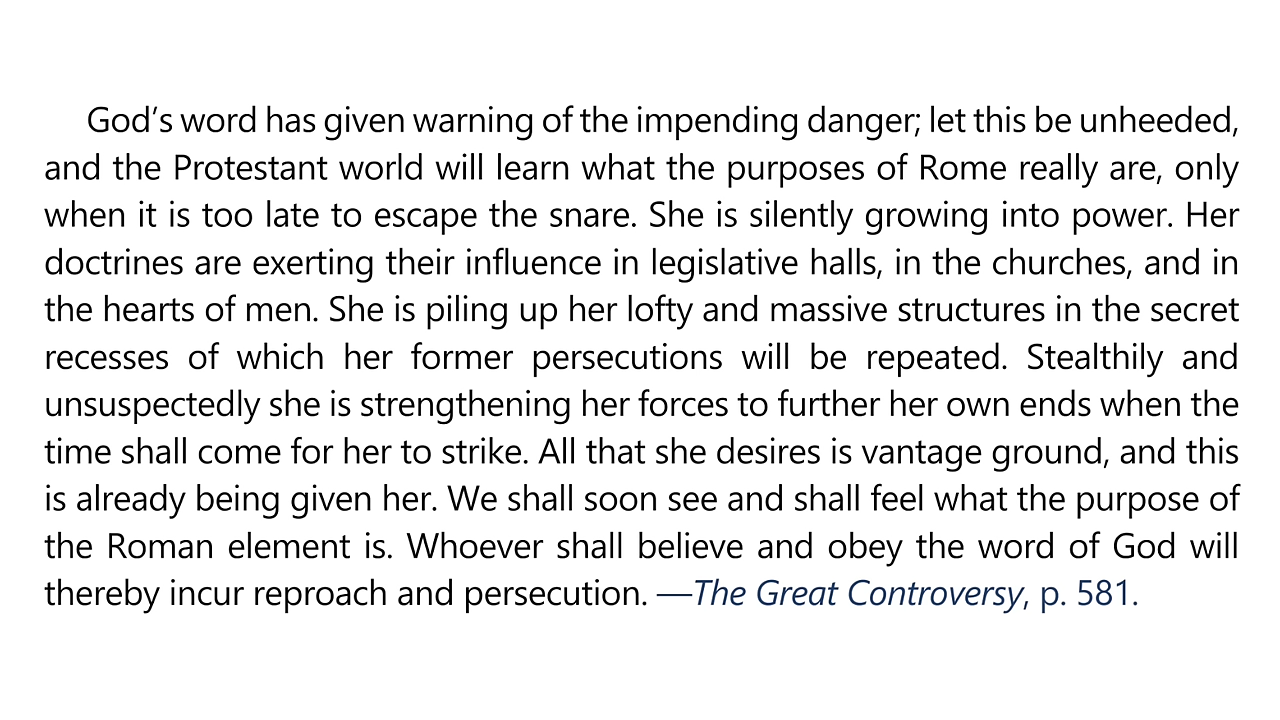 God’s word has given warning of the impending danger; let this be unheeded,
and the Protestant world will learn what the purposes of Rome really are, only
when it is too late to escape the snare. She is silently growing into power. Her
doctrines are exerting their influence in legislative halls, in the churches, and in
the hearts of men. She is piling up her lofty and massive structures in the secret
recesses of which her former persecutions will be repeated. Stealthily and
unsuspectedly she is strengthening her forces to further her own ends when the
time shall come for her to strike. All that she desires is vantage ground, and this
is already being given her. We shall soon see and shall feel what the purpose of
the Roman element is. Whoever shall believe and obey the word of God will
thereby incur reproach and persecution. —The Great Controversy, p. 581.